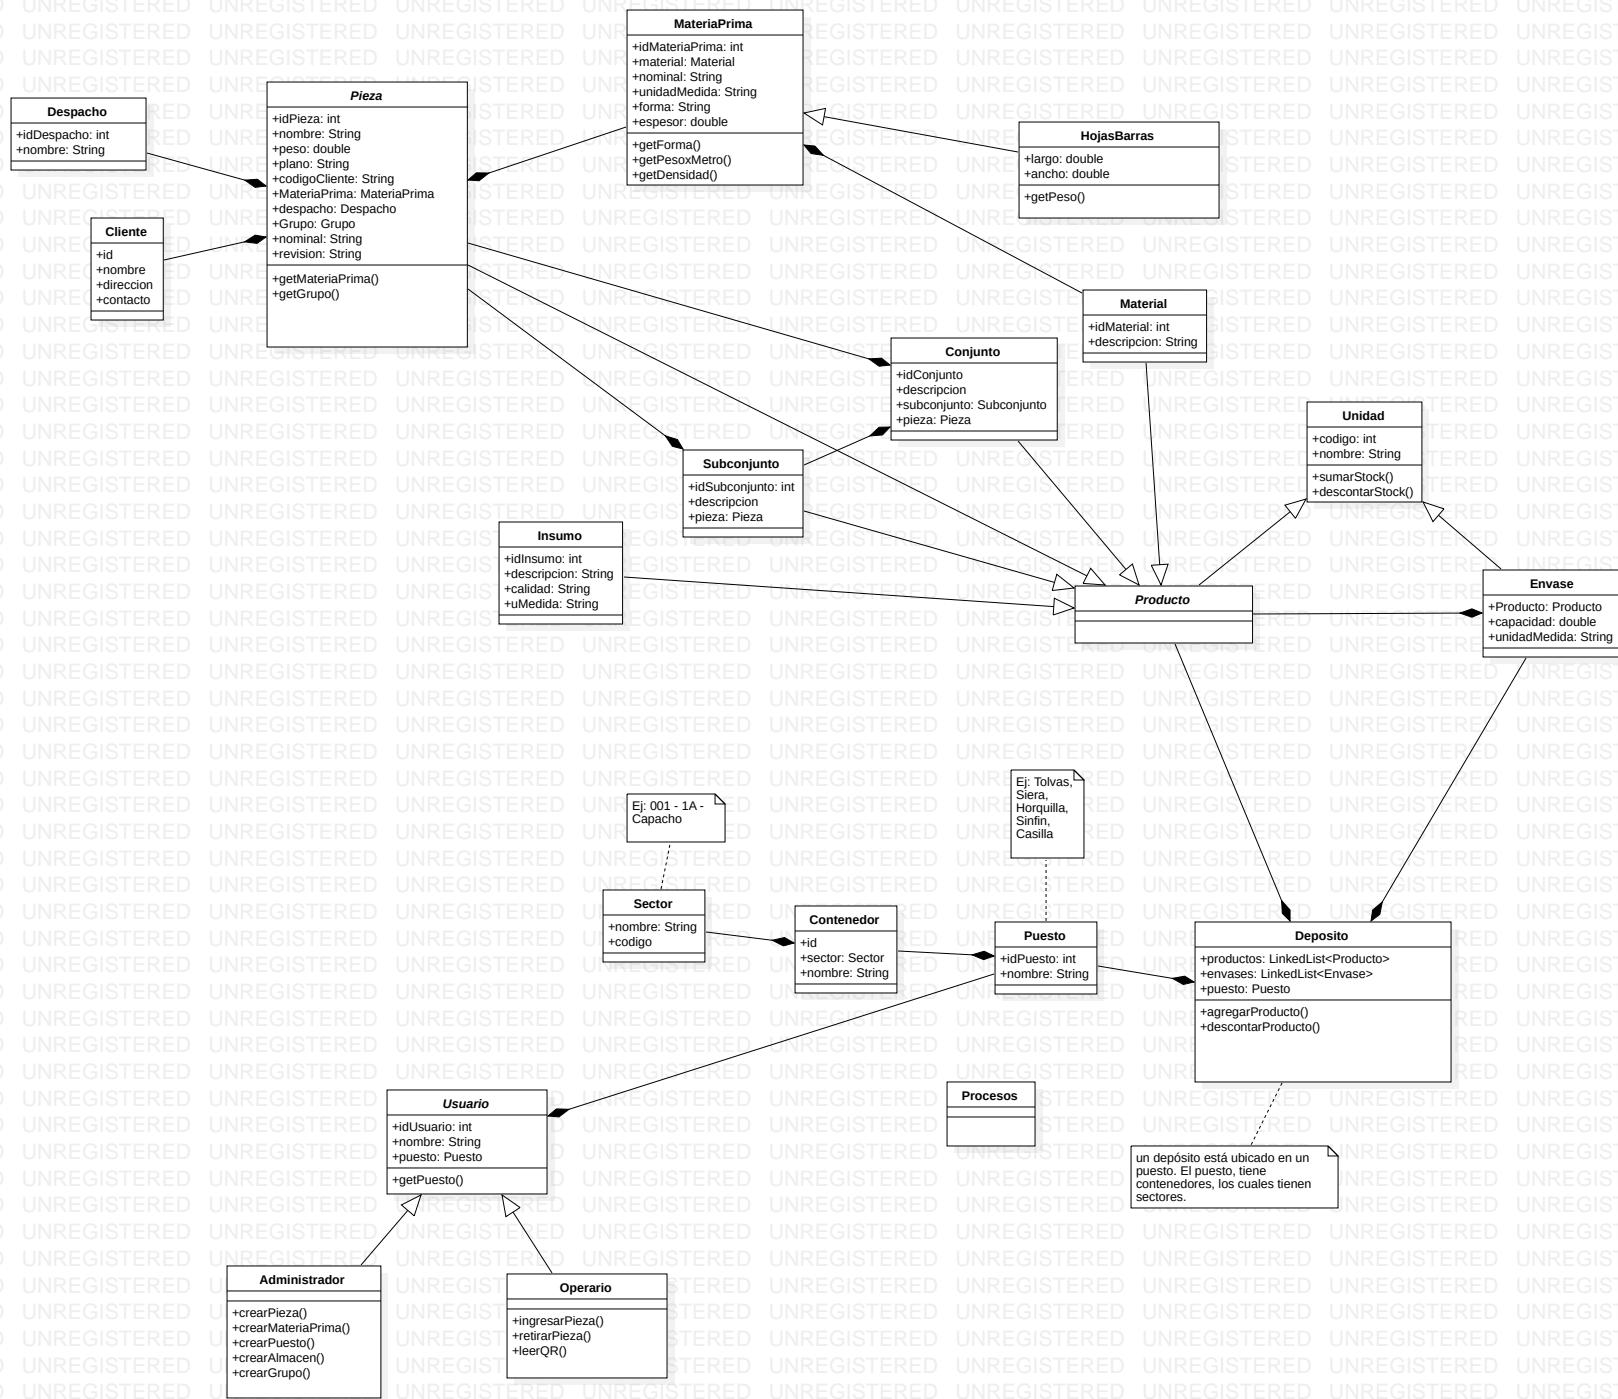 MateriaPrima
+idMateriaPrima: int
+material: Material
+nominal: String
+unidadMedida: String
+forma: String
+espesor: double
+getForma()
+getPesoxMetro()
+getDensidad()
Pieza
+idPieza: int
+nombre: String
+peso: double
+plano: String
+codigoCliente: String
+MateriaPrima: MateriaPrima
+despacho: Despacho
+Grupo: Grupo
+nominal: String
+revision: String
+getMateriaPrima()
+getGrupo()
Despacho
+idDespacho: int
+nombre: String
HojasBarras
+largo: double
+ancho: double
+getPeso()
Cliente
+id
+nombre
+direccion
+contacto
Material
+idMaterial: int
+descripcion: String
Conjunto
+idConjunto
+descripcion
+subconjunto: Subconjunto
+pieza: Pieza
Unidad
+codigo: int
+nombre: String
+sumarStock()
+descontarStock()
Subconjunto
+idSubconjunto: int
+descripcion
+pieza: Pieza
Insumo
+idInsumo: int
+descripcion: String
+calidad: String
+uMedida: String
Producto
Envase
+Producto: Producto
+capacidad: double
+unidadMedida: String
Ej: Tolvas,
Siera,
Horquilla,
Sinfin,
Casilla
Ej: 001 - 1A -
Capacho
Sector
+nombre: String
+codigo
Contenedor
+id
+sector: Sector
+nombre: String
Puesto
+idPuesto: int
+nombre: String
Deposito
+productos: LinkedList<Producto>
+envases: LinkedList<Envase>
+puesto: Puesto
+agregarProducto()
+descontarProducto()
Procesos
Usuario
+idUsuario: int
+nombre: String
+puesto: Puesto
+getPuesto()
un depósito está ubicado en un
puesto. El puesto, tiene
contenedores, los cuales tienen
sectores.
Administrador
+crearPieza()
+crearMateriaPrima()
+crearPuesto()
+crearAlmacen()
+crearGrupo()
Operario
+ingresarPieza()
+retirarPieza()
+leerQR()
UNREGISTERED